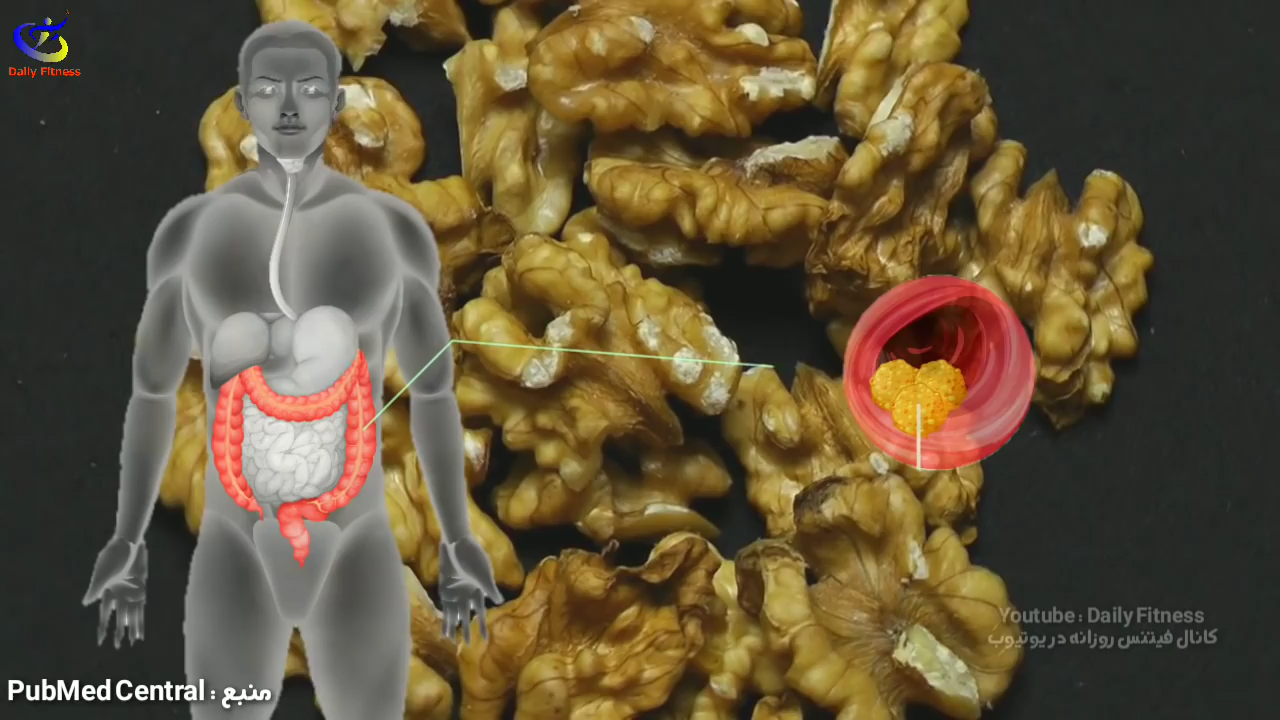 Daily Fitness
Youtube : Daily Fitness
کانال فیتنس روزانه در یوتیوب
PubMed Central : منبع